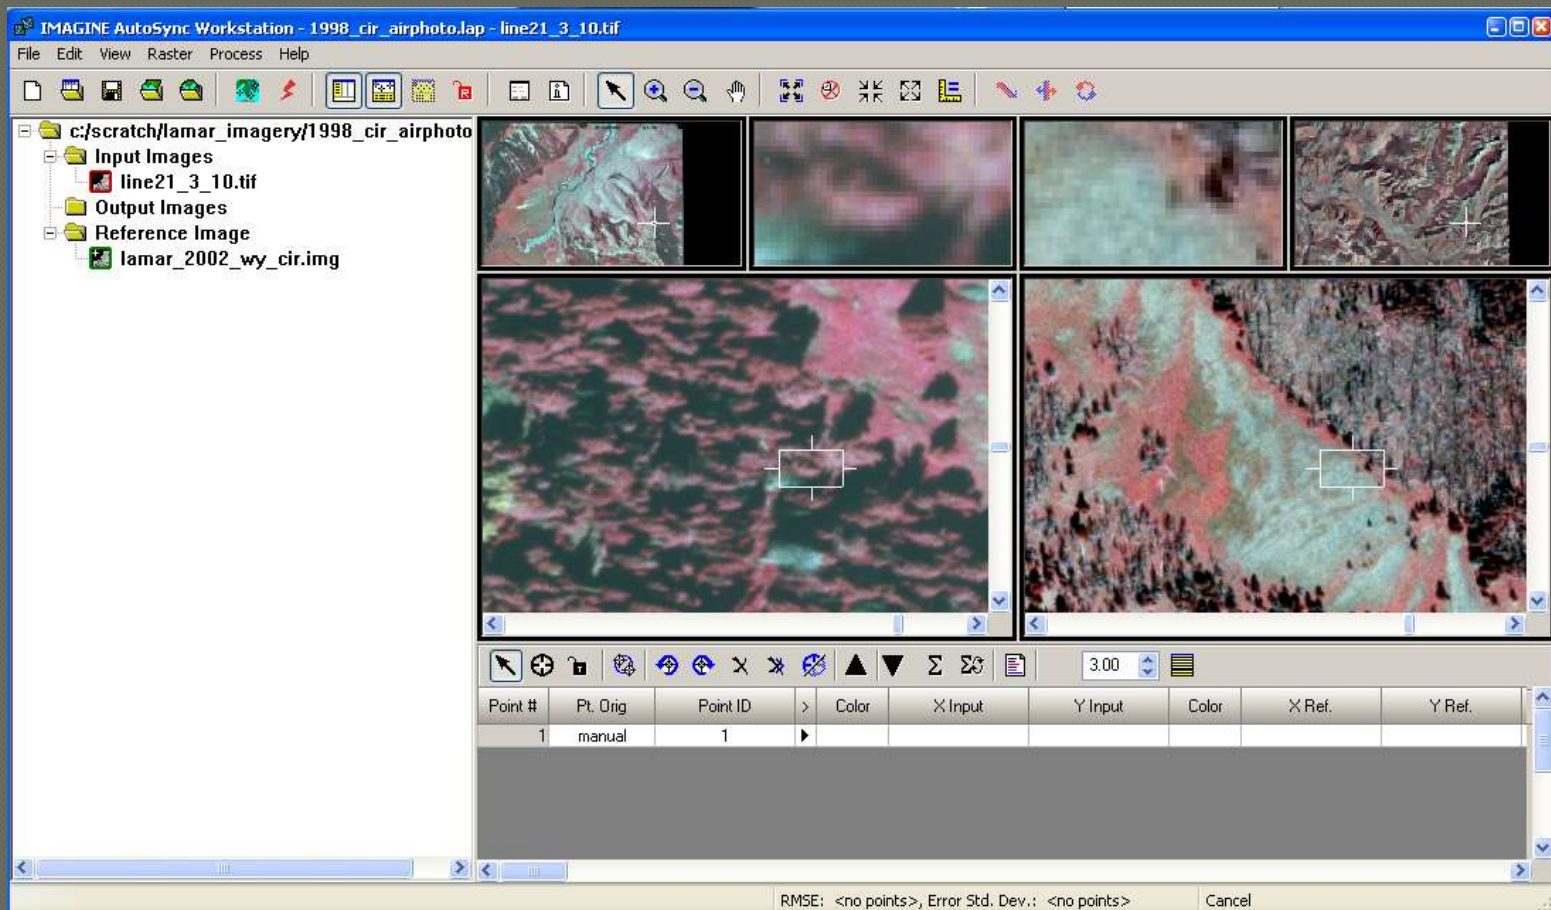 IMAGINE AutoSync Workstation - 1998_cir_airphoto.lap - line21_3_10.tif
File Edit View Raster Process Help
c:/scratch/lamar_imagery/1998_cir_airphoto
Input Images
line21_3_10.tif
Output Images
Reference Image
lamar_2002_wy_cir.img
3.00
Point # Pt. Orig Point ID > Color X Input Y Input Color X Ref. Y Ref.
1 manual 1
RMSE: <no points>, Error Std. Dev.: <no points> Cancel